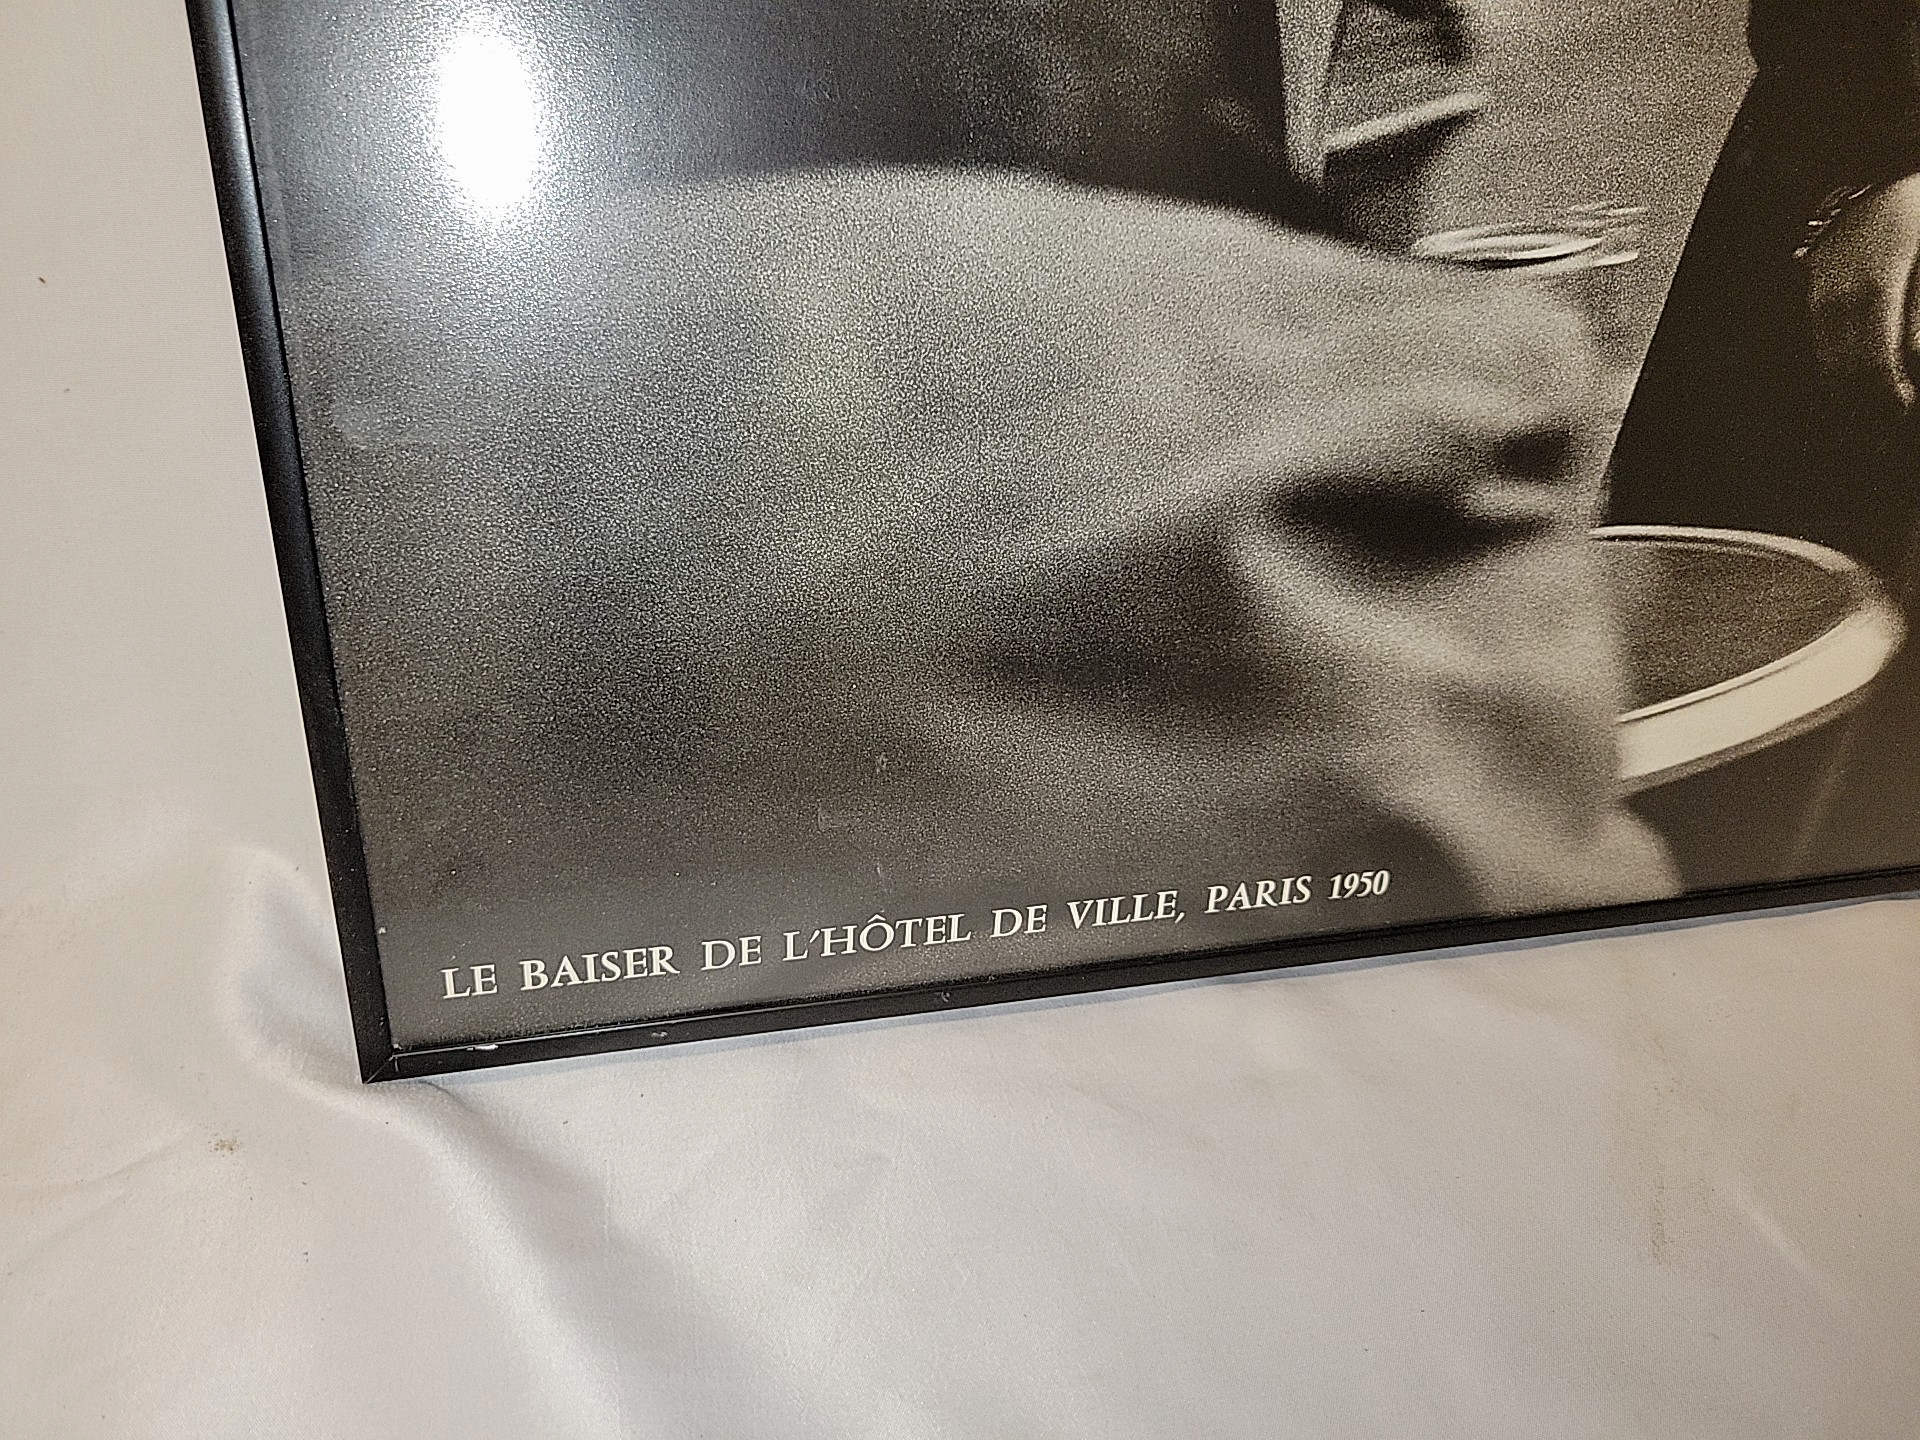 LE BAISER DE L'HÔTEL DE VILLE, PARIS 1950